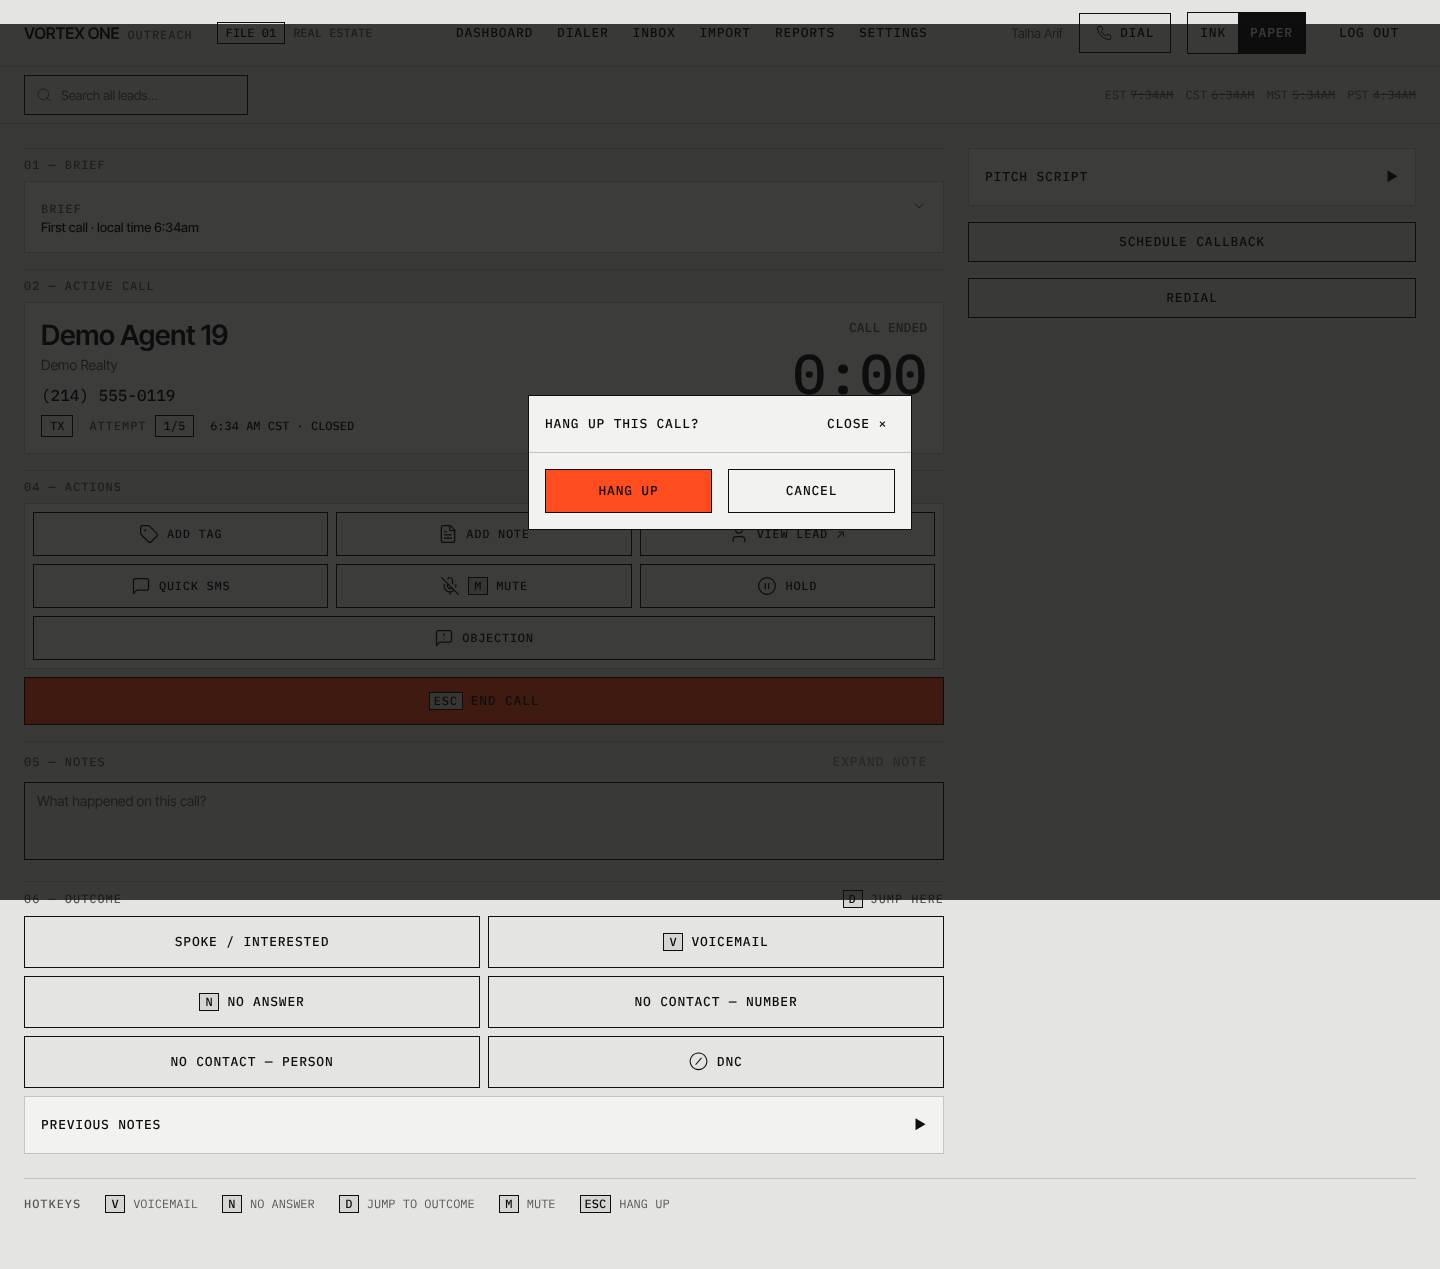 VORTEX ONE OUTREACH FILE 01 REAL ESTATE DASHBOARD DIALER INBOX IMPORT REPORTS SETTINGS Talha Arif DIAL INK PAPER LOG OUT
Search all leads... EST 7:34AM CST 6:34AM MST 5:34AM PST 4:34AM
01 — BRIEF
BRIEF
First call · local time 6:34am
PITCH SCRIPT
SCHEDULE CALLBACK
REDIAL
02 — ACTIVE CALL
Demo Agent 19
CALL ENDED
Demo Realty
0:00
(214) 555-0119
TX ATTEMPT 1/5 6:34 AM CST · CLOSED
HANG UP THIS CALL? CLOSE ×
HANG UP CANCEL
04 — ACTIONS
ADD TAG ADD NOTE VIEW LEAD ↗
QUICK SMS M MUTE HOLD
OBJECTION
ESC END CALL
05 — NOTES EXPAND NOTE
What happened on this call?
06 — OUTCOME D JUMP HERE
SPOKE / INTERESTED V VOICEMAIL
N NO ANSWER NO CONTACT — NUMBER
NO CONTACT — PERSON DNC
PREVIOUS NOTES
HOTKEYS V VOICEMAIL N NO ANSWER D JUMP TO OUTCOME M MUTE ESC HANG UP